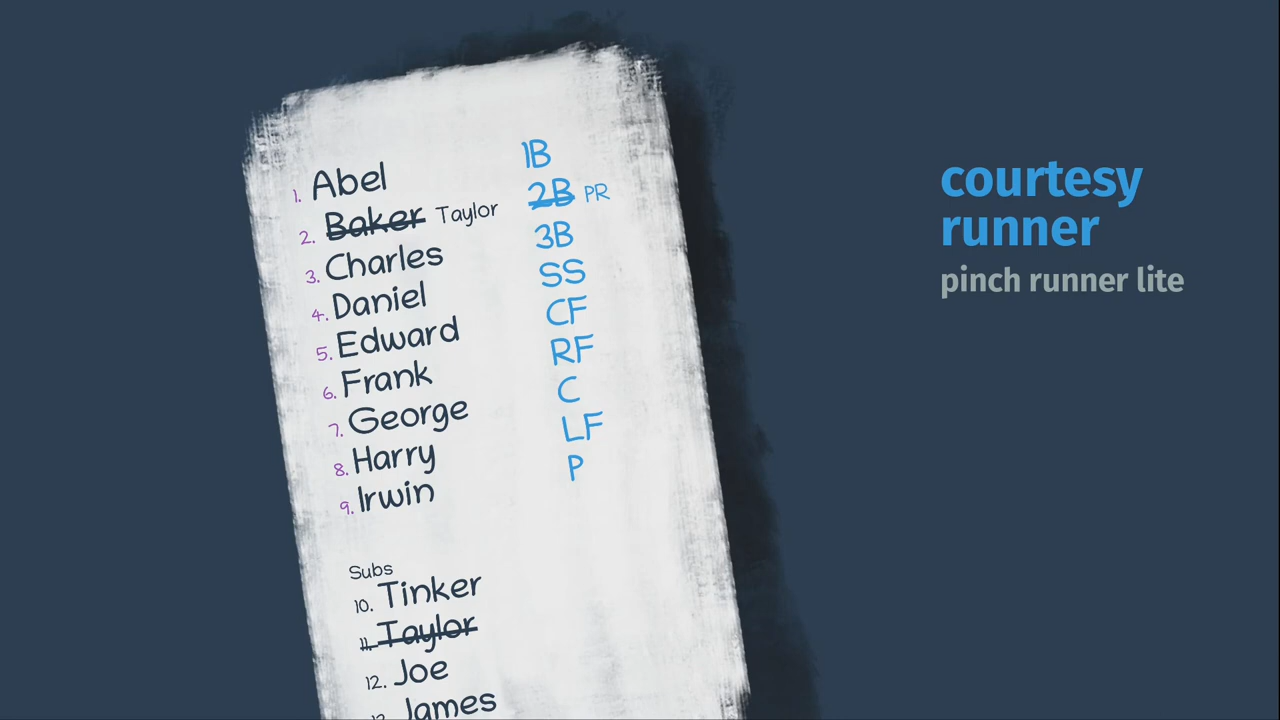 1. Abel 1B
2. Baker Taylor 2B PR
3. Charles 3B
4. Daniel SS
5. Edward CF
6. Frank RF
7. George C
8. Harry LF
9. Irwin P
Subs
10. Tinker
11. Taylor
12. Joe
13. James
courtesy
runner
pinch runner lite